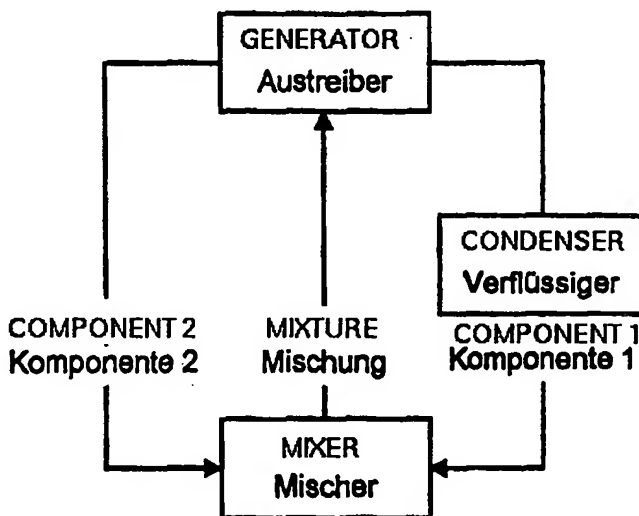 GENERATOR
Austreiber
CONDENSER
Verflüssiger
COMPONENT 2
Komponente 2
MIXTURE
Mischung
COMPONENT 1
Komponente 1
MIXER
Mischer